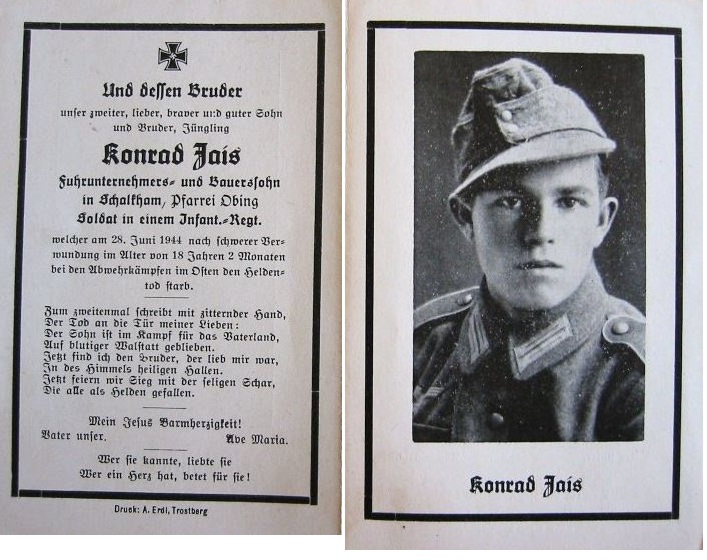 Und dessen Bruder
unser zweiter, lieber, braver und guter Sohn
und Bruder, Jüngling
Konrad Jais
Fuhrunternehmers- und Bauerssohn
in Schalkham, Pfarrei Obing
Soldat in einem Infant.-Regt.
welcher am 28. Juni 1944 nach schwerer Ver-
wundung im Alter von 18 Jahren 2 Monaten
bei den Abwehrkämpfen im Osten den Helden-
tod starb.
Zum zweitenmal schreibt mit zitternder Hand,
Der Tod an die Tür meiner Lieben:
Der Sohn ist im Kampf für das Vaterland,
Auf blutiger Walstatt geblieben.
Jetzt find ich den Bruder, der lieb mir war,
In des Himmels heiligen Hallen.
Jetzt feiern wir Sieg mit der seligen Schar,
Die alle als Helden gefallen.
Mein Jesus Barmherzigkeit!
Vater unser. Ave Maria.
Wer sie kannte, liebte sie
Wer ein Herz hat, betet für sie!
Druck: A. Erdl, Trostberg
Konrad Jais